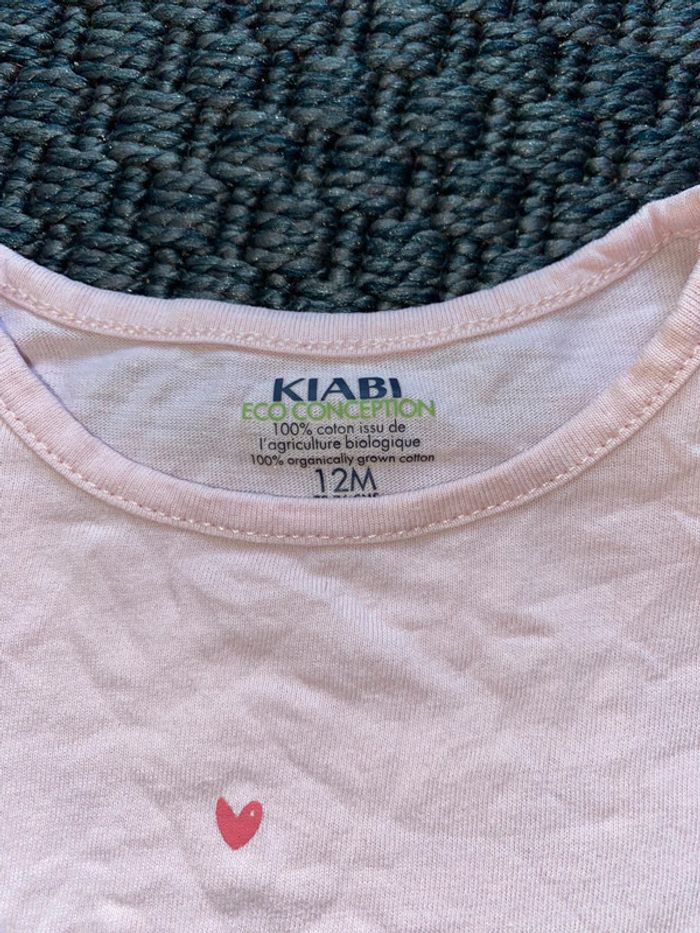 KIABI
ECO CONCEPTION
100% coton issu de
l'agriculture biologique
100% organically grown cotton
12M